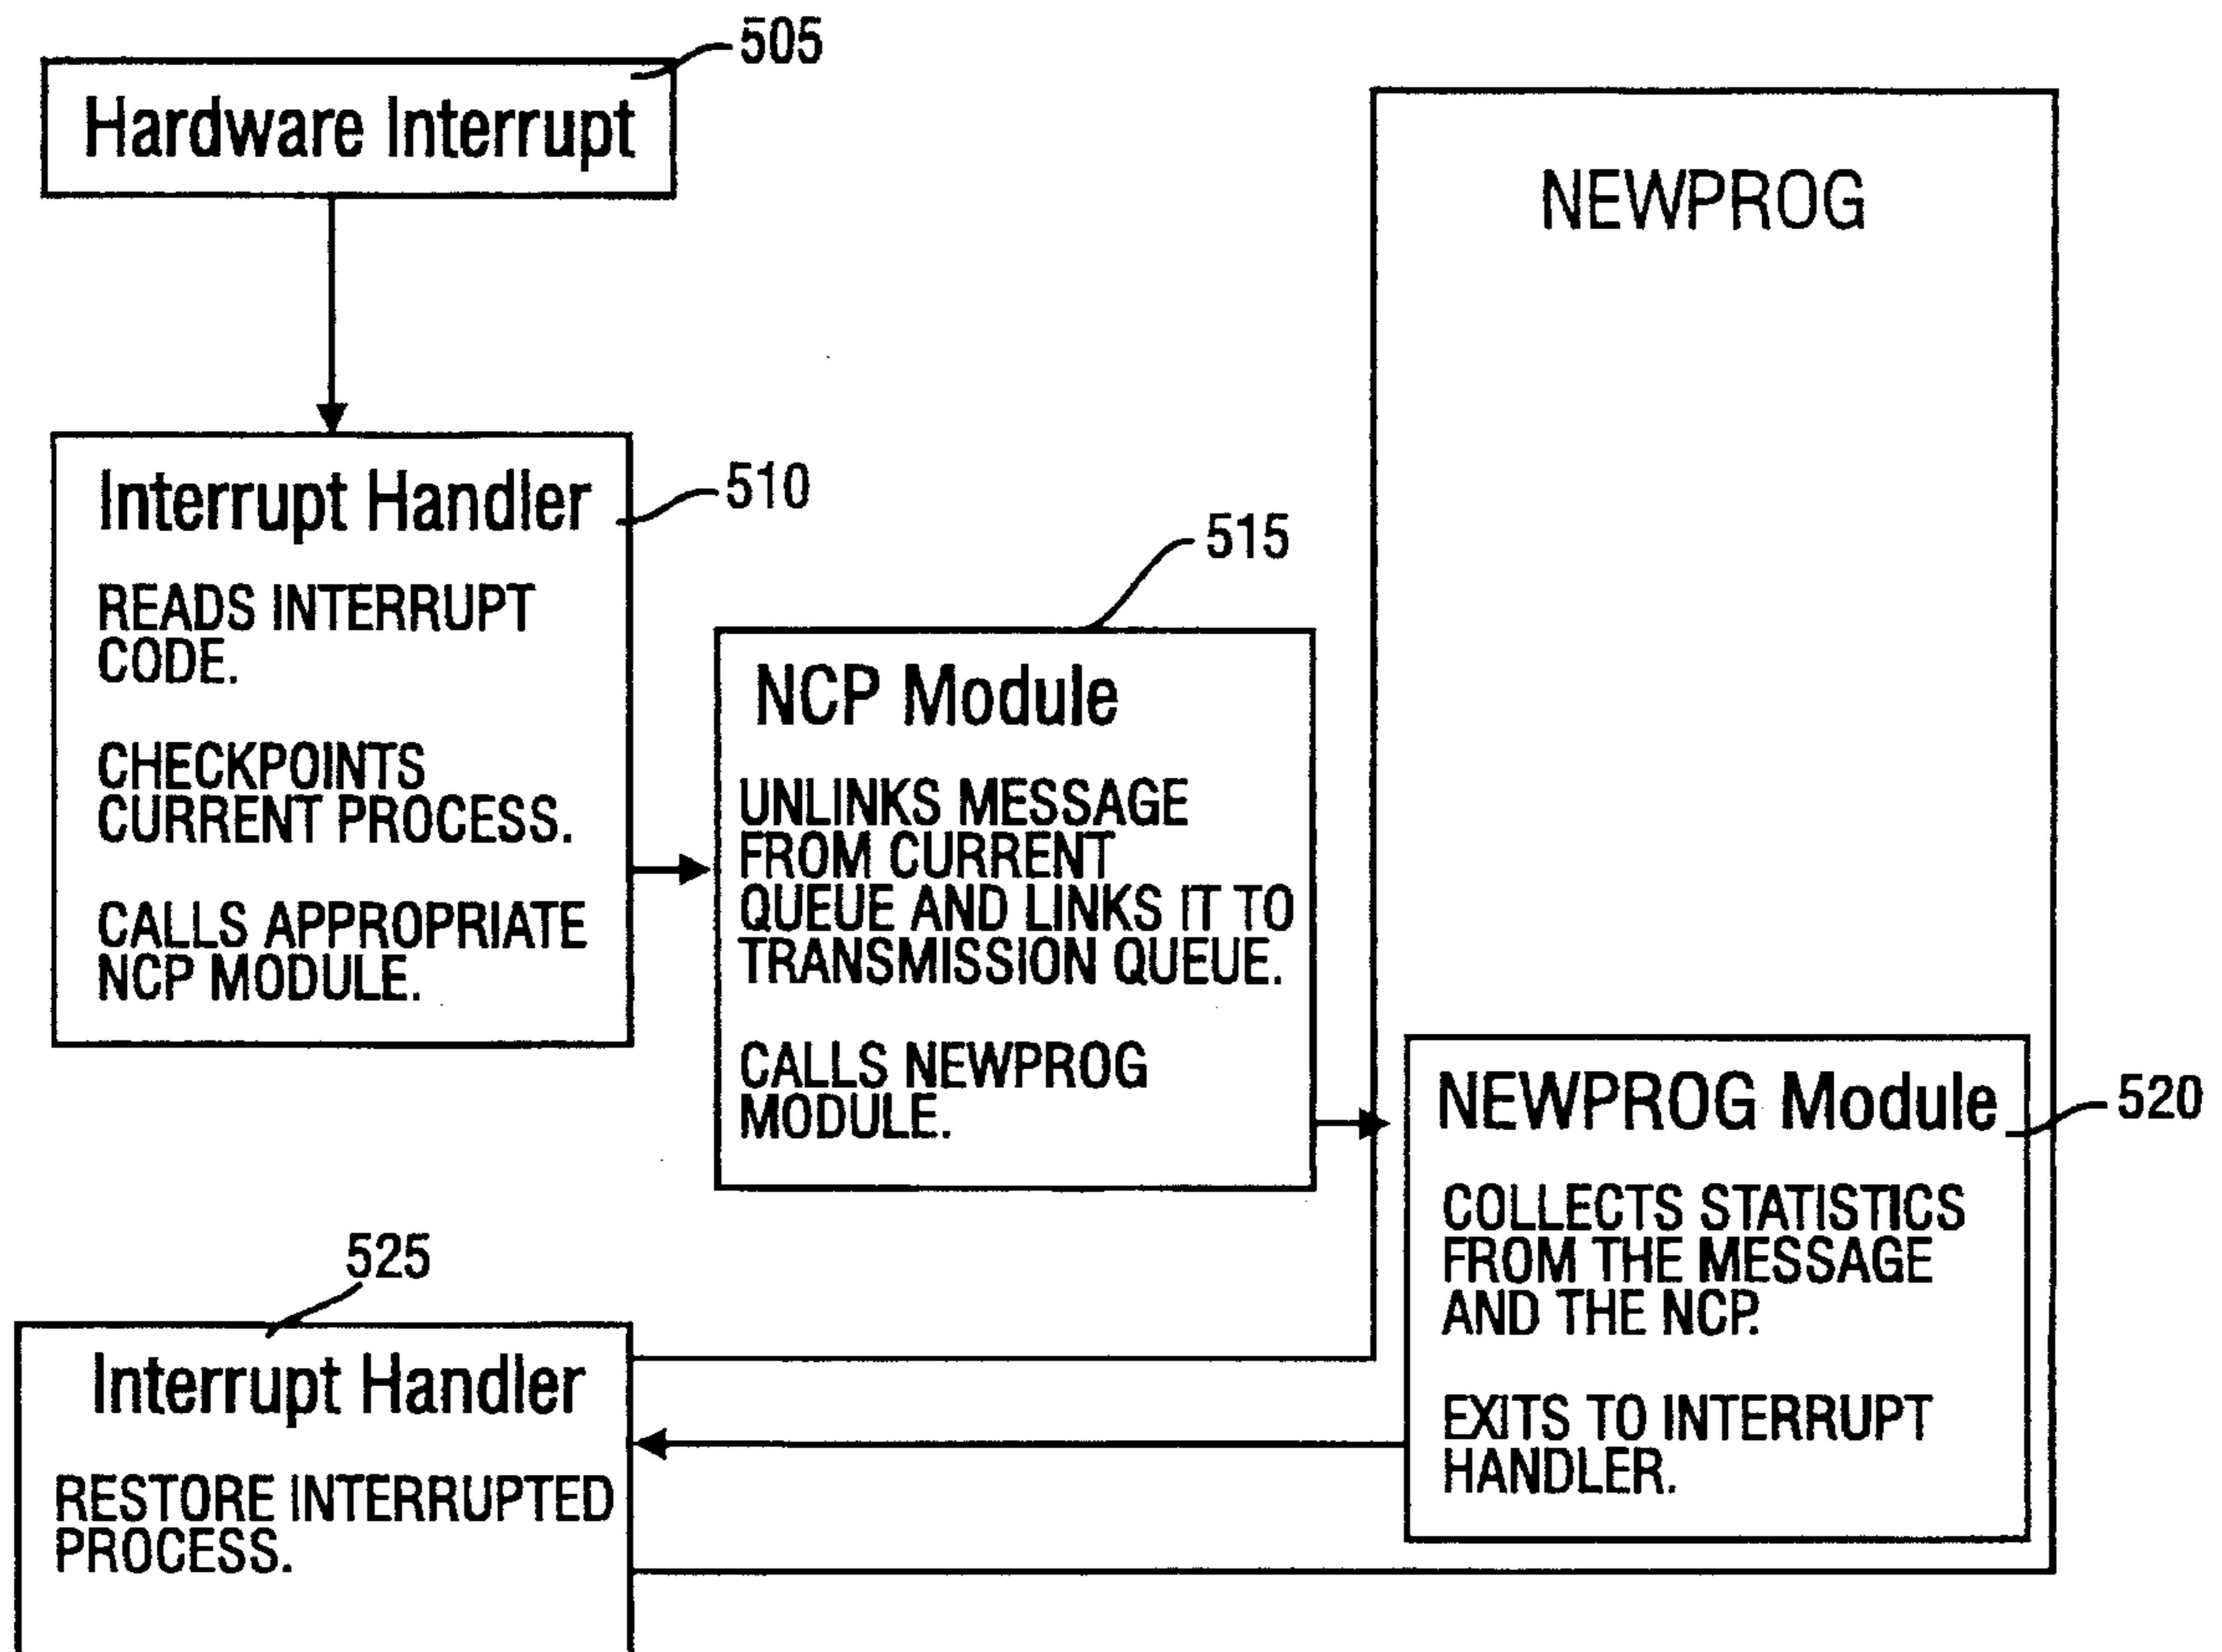 505
Hardware Interrupt
NEWPROG
Interrupt Handler
510
READS INTERRUPT
CODE.
CHECKPOINTS
CURRENT PROCESS.
CALLS APPROPRIATE
NCP MODULE.
515
NCP Module
UNLINKS MESSAGE
FROM CURRENT
QUEUE AND LINKS IT TO
TRANSMISSION QUEUE.
CALLS NEWPROG
MODULE.
NEWPROG Module
520
COLLECTS STATISTICS
FROM THE MESSAGE
AND THE NCP.
EXITS TO INTERRUPT
HANDLER.
525
Interrupt Handler
RESTORE INTERRUPTED
PROCESS.